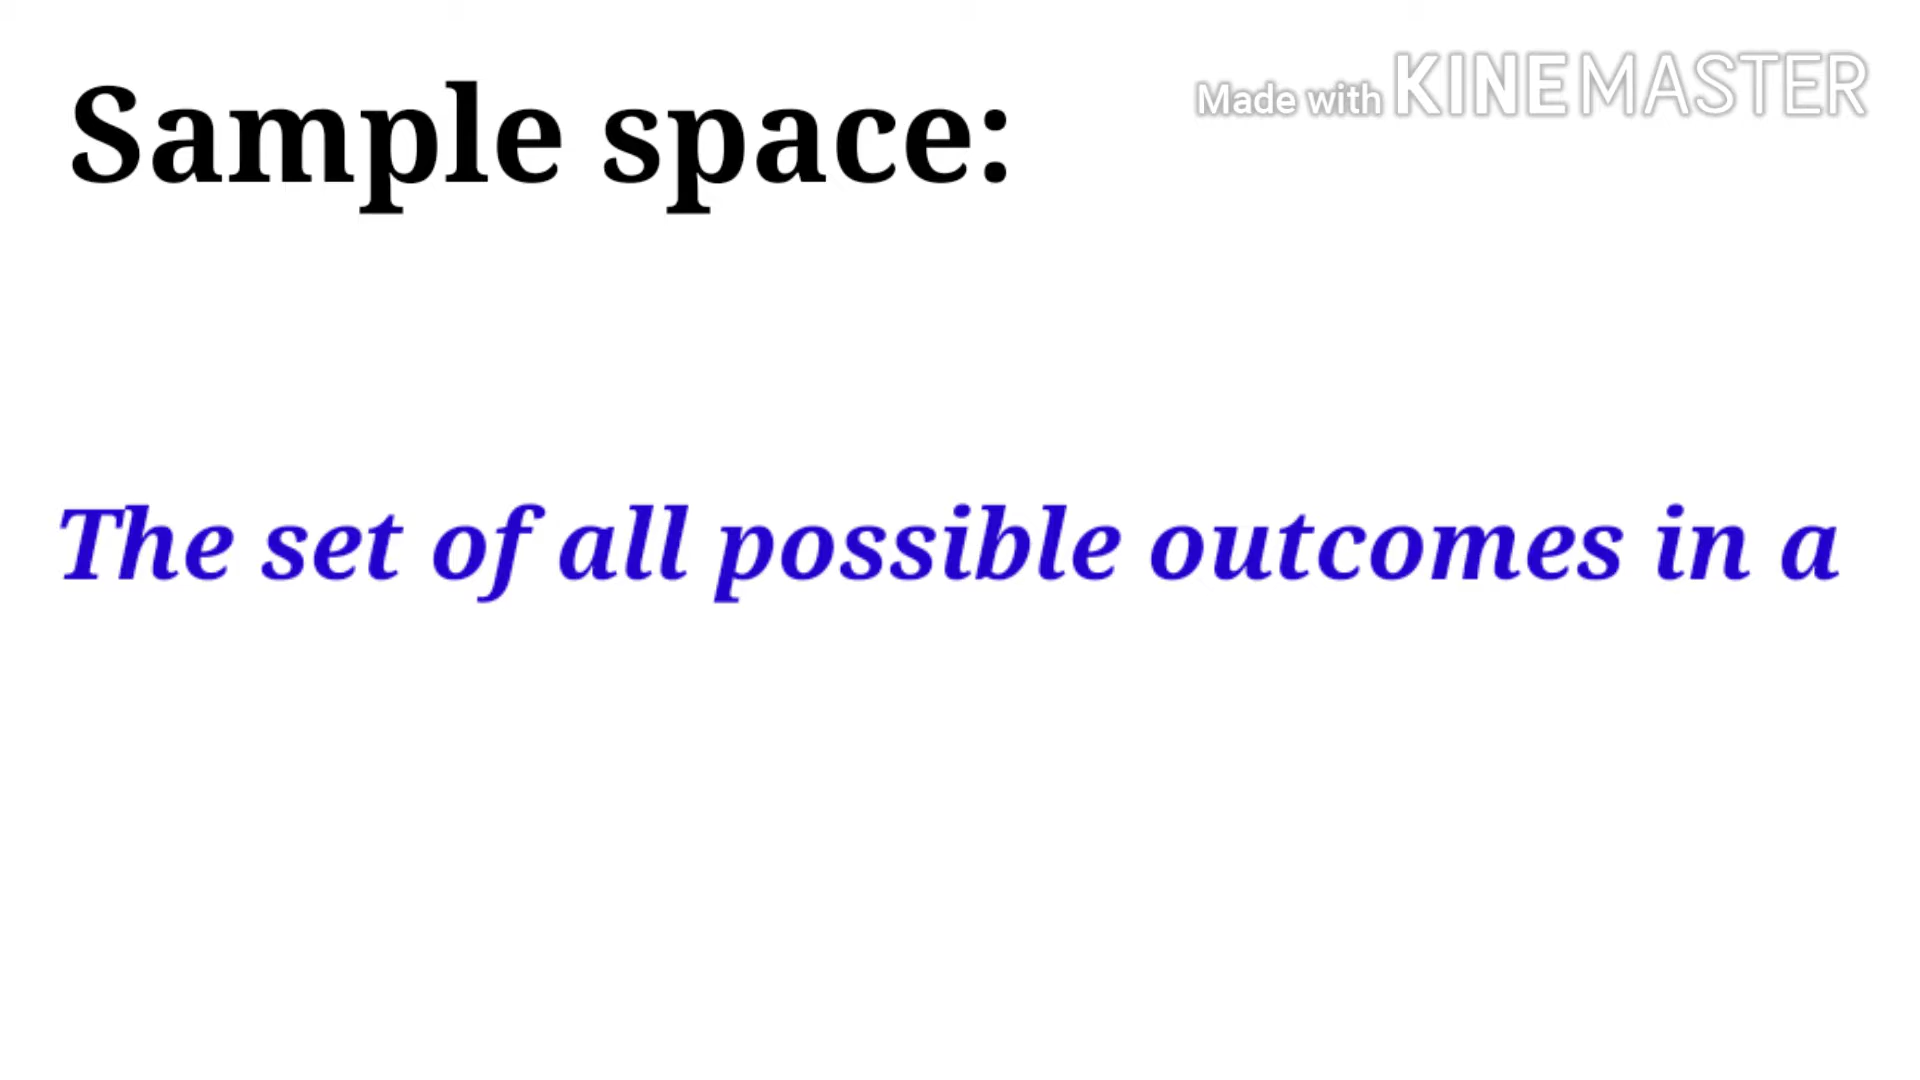 Sample space:
Made with KINEMASTER
The set of all possible outcomes in a